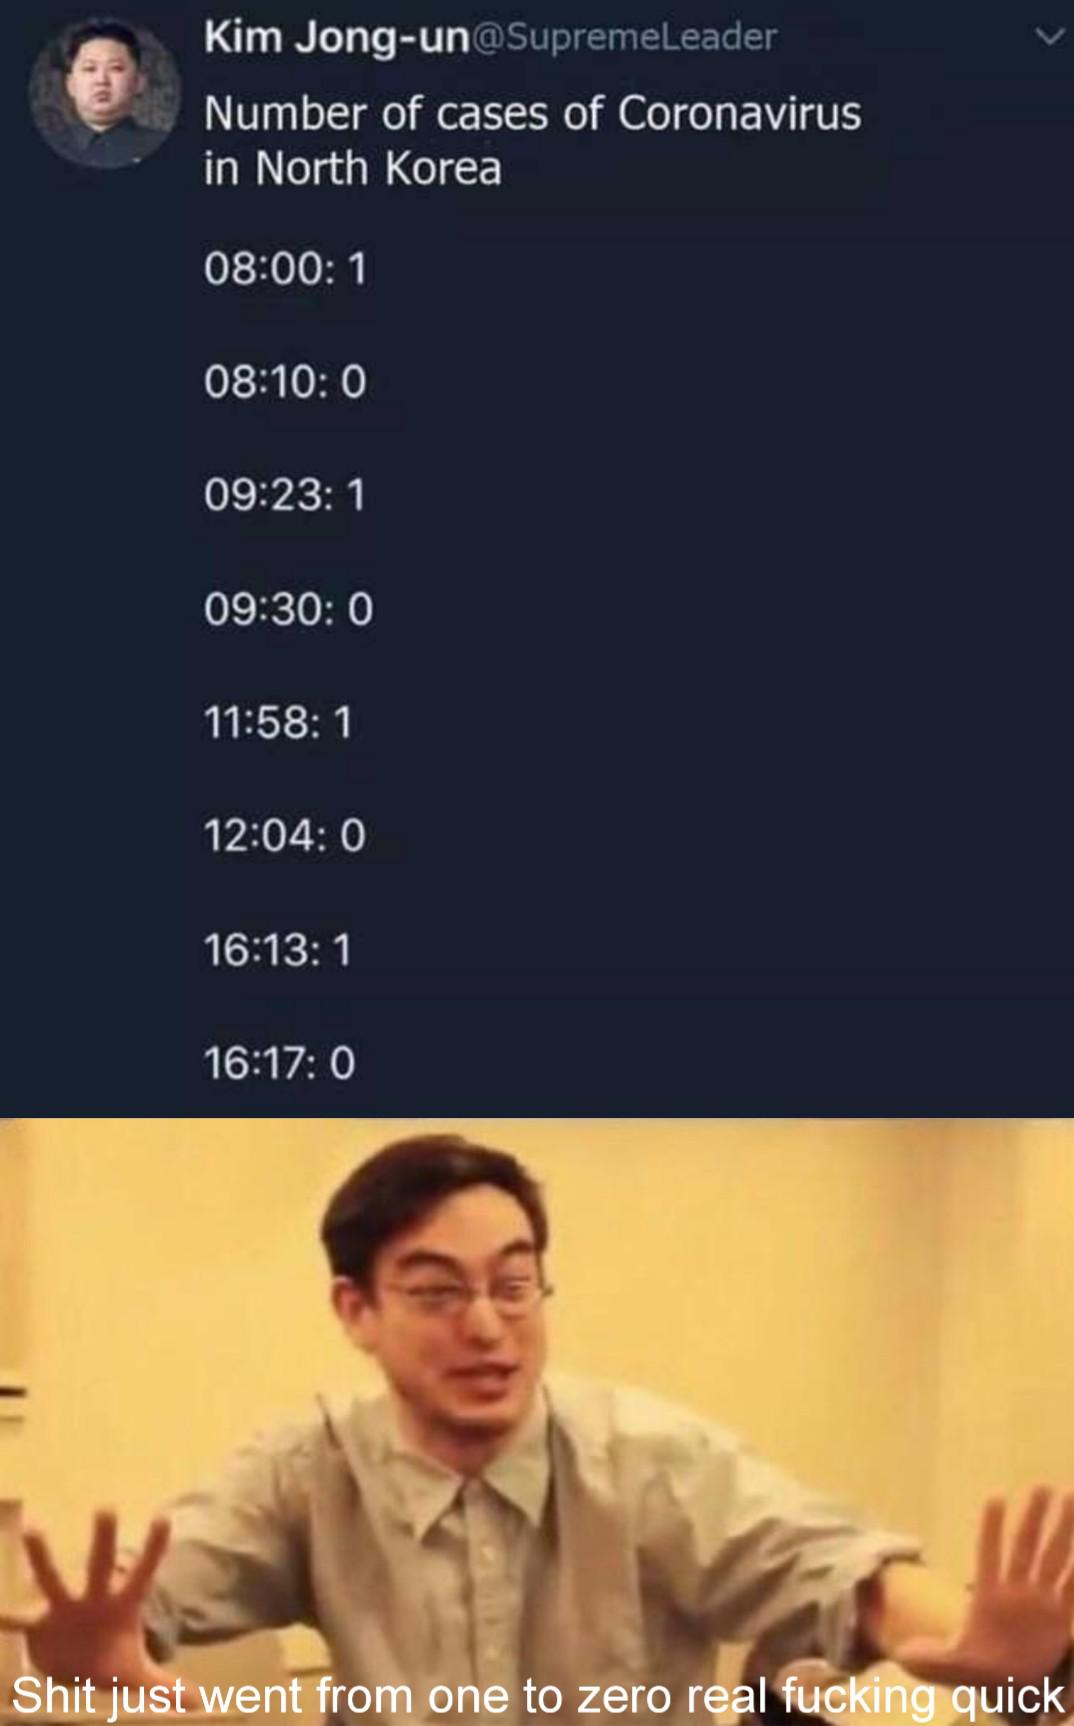 Kim Jong-un@SupremeLeader
Number of cases of Coronavirus
in North Korea
08:00: 1
08:10: 0
09:23: 1
09:30: 0
11:58: 1
12:04: 0
16:13: 1
16:17: 0
Shit just went from one to zero real fucking quick